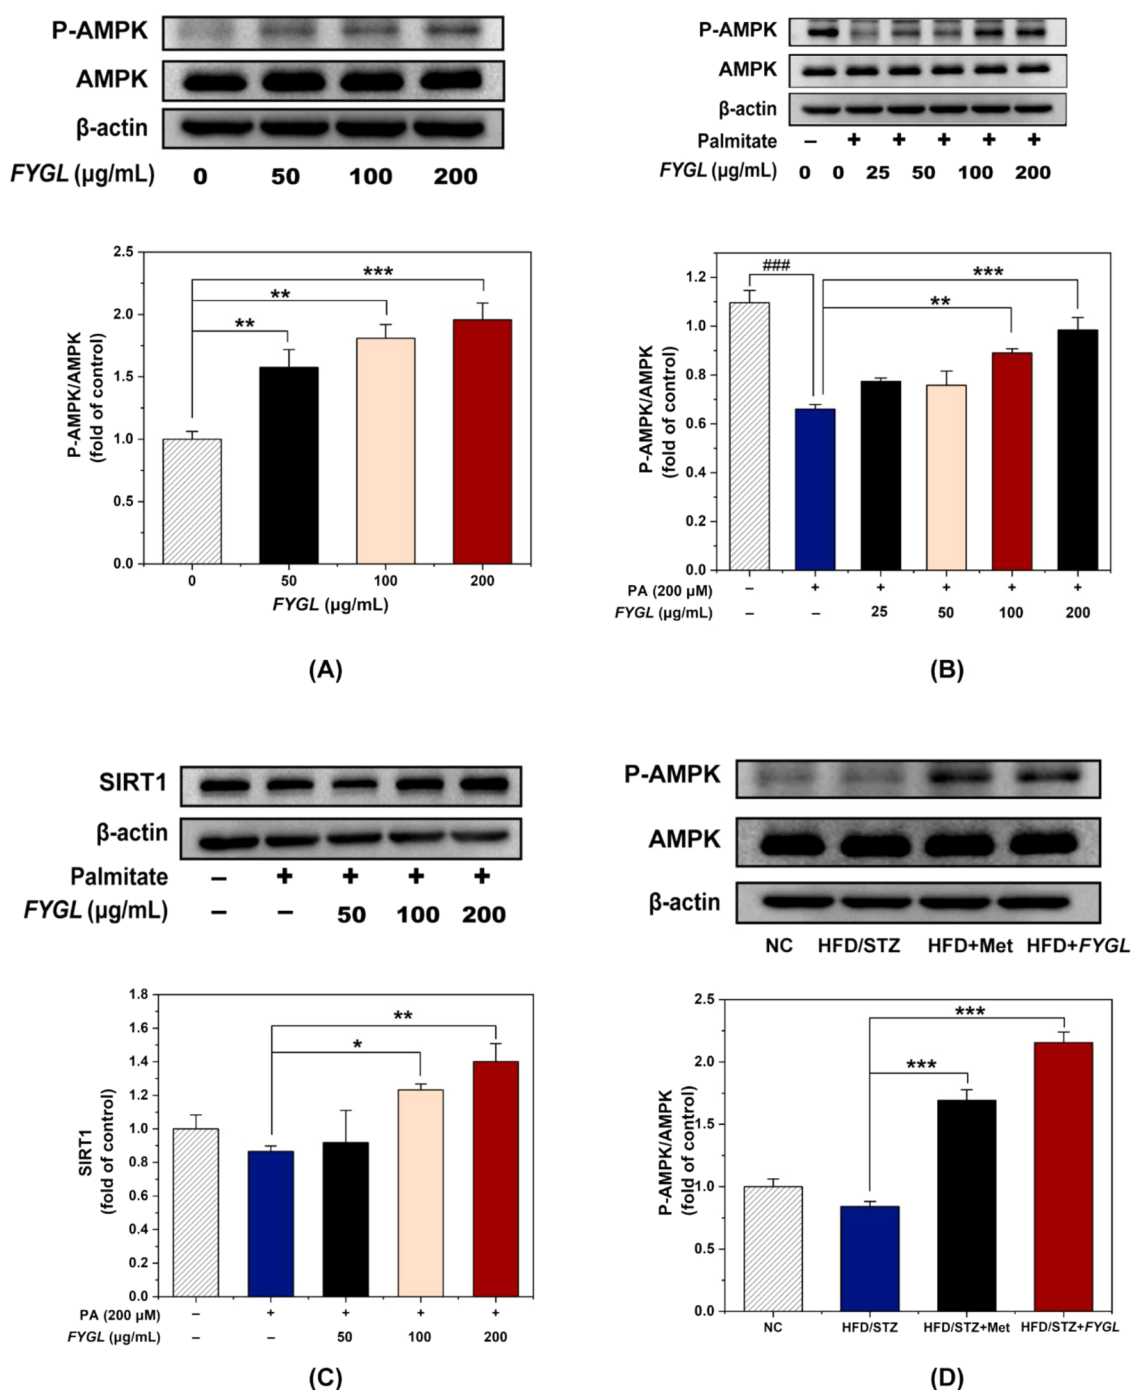 P-AMPK
AMPK
β-actin
FYGL (µg/mL) 0 50 100 200
P-AMPK/AMPK
(fold of control)
2.5
2.0
1.5
1.0
0.5
0.0
***
**
**
0 50 100 200
FYGL (µg/mL)
(A)
P-AMPK
AMPK
β-actin
Palmitate – + + + + +
FYGL (µg/mL) 0 0 25 50 100 200
P-AMPK/AMPK
(fold of control)
1.2
1.0
0.8
0.6
0.4
0.2
0.0
###
***
**
PA (200 µM) – + + + + +
FYGL (µg/mL) – – 25 50 100 200
(B)
SIRT1
β-actin
Palmitate – + + + +
FYGL (µg/mL) – – 50 100 200
SIRT1
(fold of control)
1.8
1.6
1.4
1.2
1.0
0.8
0.6
0.4
0.2
0.0
**
*
PA (200 µM) – + + + +
FYGL (µg/mL) – – 50 100 200
(C)
P-AMPK
AMPK
β-actin
NC HFD/STZ HFD+Met HFD+FYGL
P-AMPK/AMPK
(fold of control)
2.5
2.0
1.5
1.0
0.5
0.0
***
***
NC HFD/STZ HFD/STZ+Met HFD/STZ+FYGL
(D)